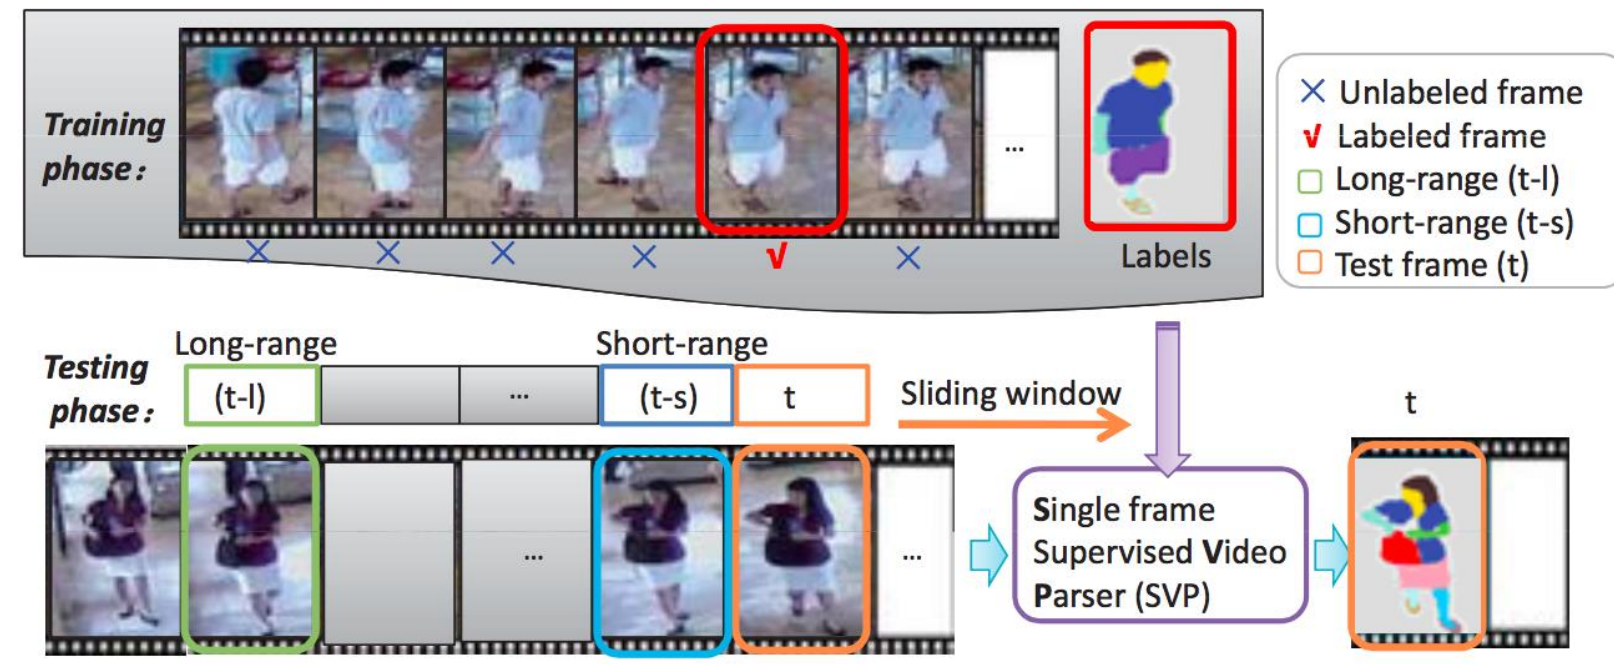 Training
phase:
...
× Unlabeled frame
√ Labeled frame
Long-range (t-l)
Short-range (t-s)
Test frame (t)
× × × × √ ×
Labels
Testing
phase:
Long-range
Short-range
(t-l) ... (t-s) t
Sliding window
t
... ...
Single frame
Supervised Video
Parser (SVP)